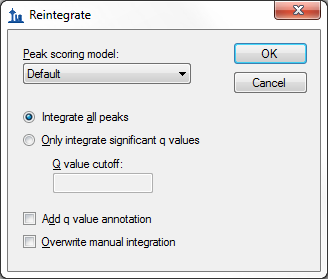 Reintegrate
Peak scoring model:
Default
OK
Cancel
Integrate all peaks
Only integrate significant q values
Q value cutoff:
Add q value annotation
Overwrite manual integration